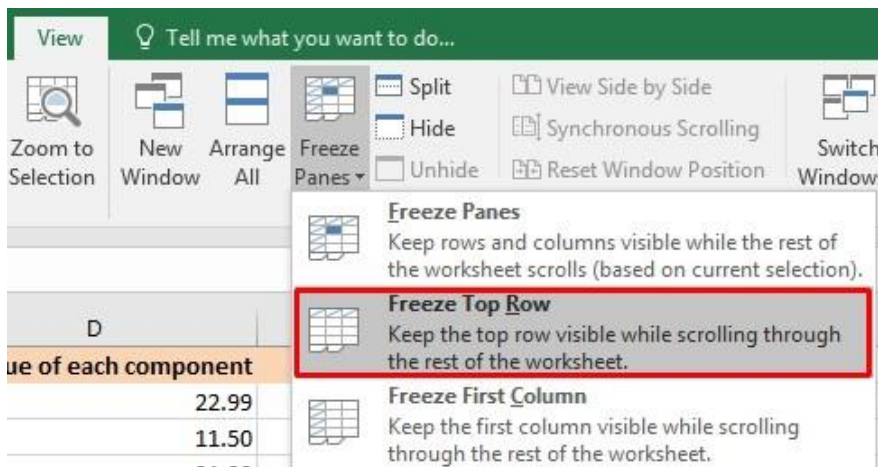 View
Tell me what you want to do...
Zoom to
Selection
New
Window
Arrange
All
Freeze
Panes
Split
Hide
Unhide
View Side by Side
Synchronous Scrolling
Reset Window Position
Switch
Window
Freeze Panes
Keep rows and columns visible while the rest of
the worksheet scrolls (based on current selection).
Freeze Top Row
Keep the top row visible while scrolling through
the rest of the worksheet.
Freeze First Column
Keep the first column visible while scrolling
through the rest of the worksheet.
D
ue of each component
22.99
11.50